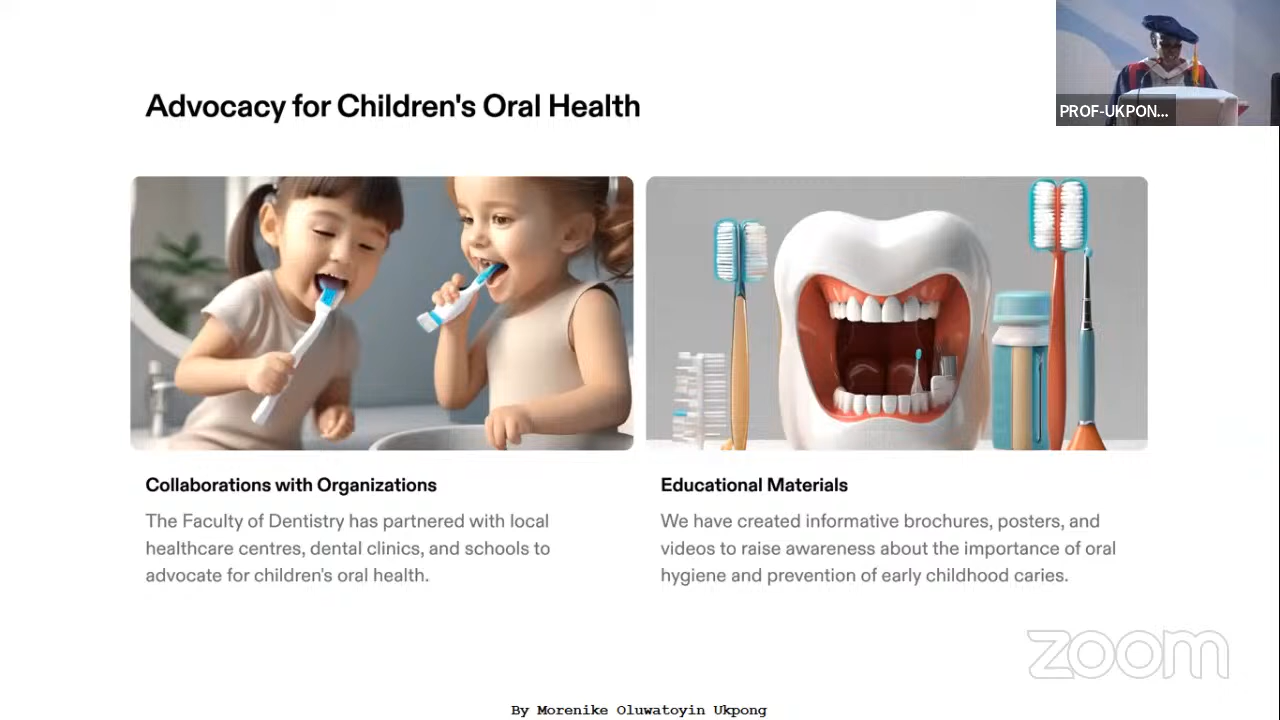 Advocacy for Children's Oral Health
PROF-UKPON...
Collaborations with Organizations
The Faculty of Dentistry has partnered with local
healthcare centres, dental clinics, and schools to
advocate for children's oral health.
Educational Materials
We have created informative brochures, posters, and
videos to raise awareness about the importance of oral
hygiene and prevention of early childhood caries.
zoom
By Morenike Oluwatoyin Ukpong